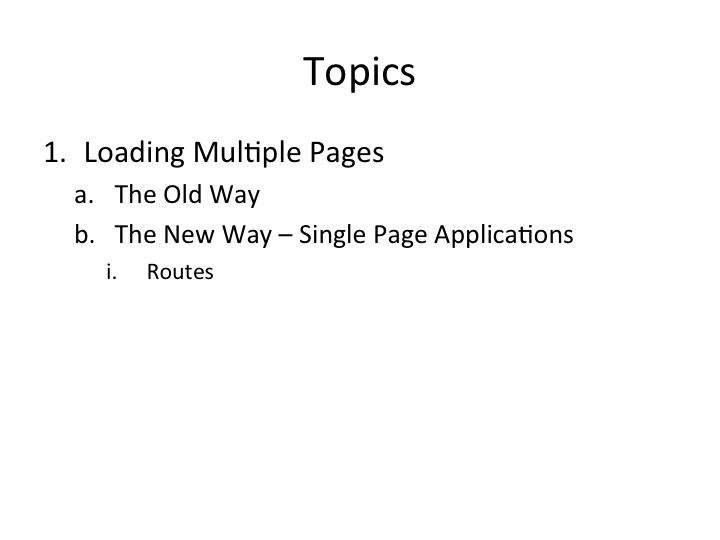 Topics
1. Loading Multiple Pages
a. The Old Way
b. The New Way – Single Page Applications
i. Routes